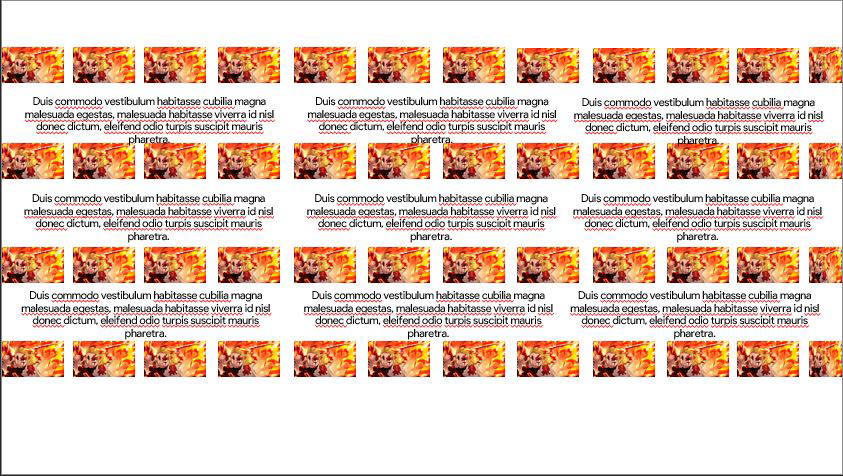 Duis commodo vestibulum habitasse cubilia magna
malesuada egestas, malesuada habitasse viverra id nisl
donec dictum, eleifend odio turpis suscipit mauris
pharetra.
Duis commodo vestibulum habitasse cubilia magna
malesuada egestas, malesuada habitasse viverra id nisl
donec dictum, eleifend odio turpis suscipit mauris
pharetra.
Duis commodo vestibulum habitasse cubilia magna
malesuada egestas, malesuada habitasse viverra id nisl
donec dictum, eleifend odio turpis suscipit mauris
pharetra.
Duis commodo vestibulum habitasse cubilia magna
malesuada egestas, malesuada habitasse viverra id nisl
donec dictum, eleifend odio turpis suscipit mauris
pharetra.
Duis commodo vestibulum habitasse cubilia magna
malesuada egestas, malesuada habitasse viverra id nisl
donec dictum, eleifend odio turpis suscipit mauris
pharetra.
Duis commodo vestibulum habitasse cubilia magna
malesuada egestas, malesuada habitasse viverra id nisl
donec dictum, eleifend odio turpis suscipit mauris
pharetra.
Duis commodo vestibulum habitasse cubilia magna
malesuada egestas, malesuada habitasse viverra id nisl
donec dictum, eleifend odio turpis suscipit mauris
pharetra.
Duis commodo vestibulum habitasse cubilia magna
malesuada egestas, malesuada habitasse viverra id nisl
donec dictum, eleifend odio turpis suscipit mauris
pharetra.
Duis commodo vestibulum habitasse cubilia magna
malesuada egestas, malesuada habitasse viverra id nisl
donec dictum, eleifend odio turpis suscipit mauris
pharetra.